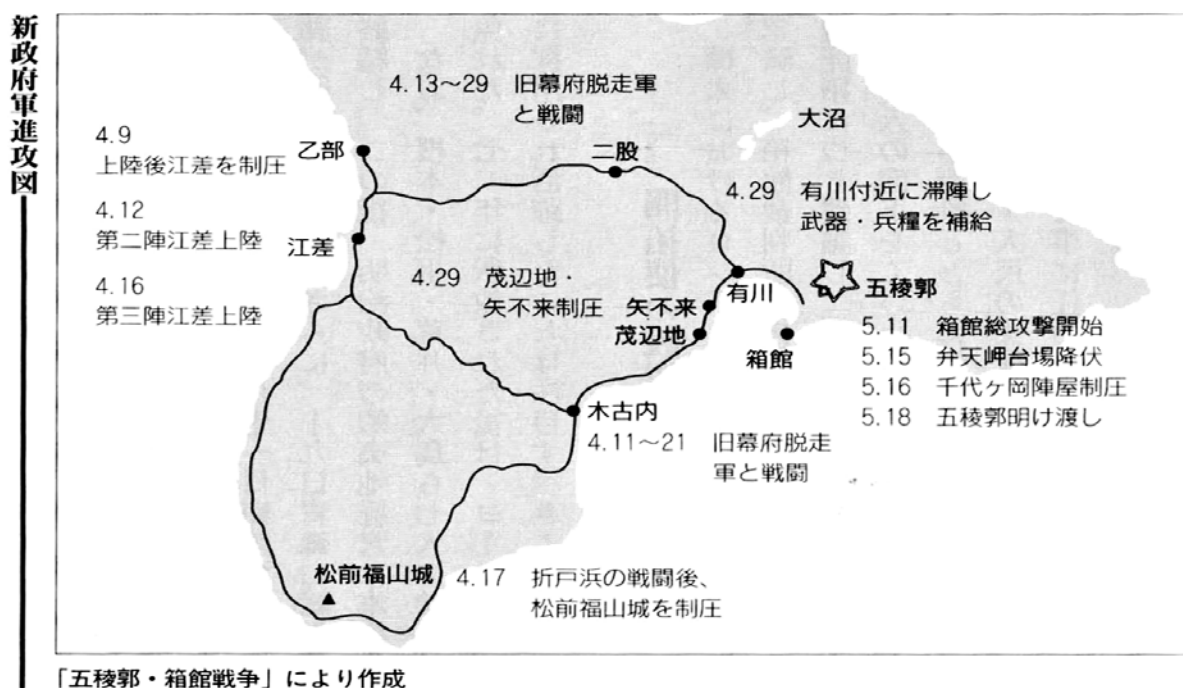 新政府軍進攻図
4.13～29　旧幕府脱走軍
と戦闘
大沼
4.9
上陸後江差を制圧
乙部
二股
4.29　有川付近に滞陣し
武器・兵糧を補給
4.12
第二陣江差上陸
江差
4.29　茂辺地・
矢不来制圧
4.16
第三陣江差上陸
有川
五稜郭
矢不来
茂辺地
箱館
5.11　箱館総攻撃開始
5.15　弁天岬台場降伏
5.16　千代ヶ岡陣屋制圧
5.18　五稜郭明け渡し
木古内
4.11～21　旧幕府脱走
軍と戦闘
松前福山城
4.17　折戸浜の戦闘後、
松前福山城を制圧
「五稜郭・箱館戦争」により作成